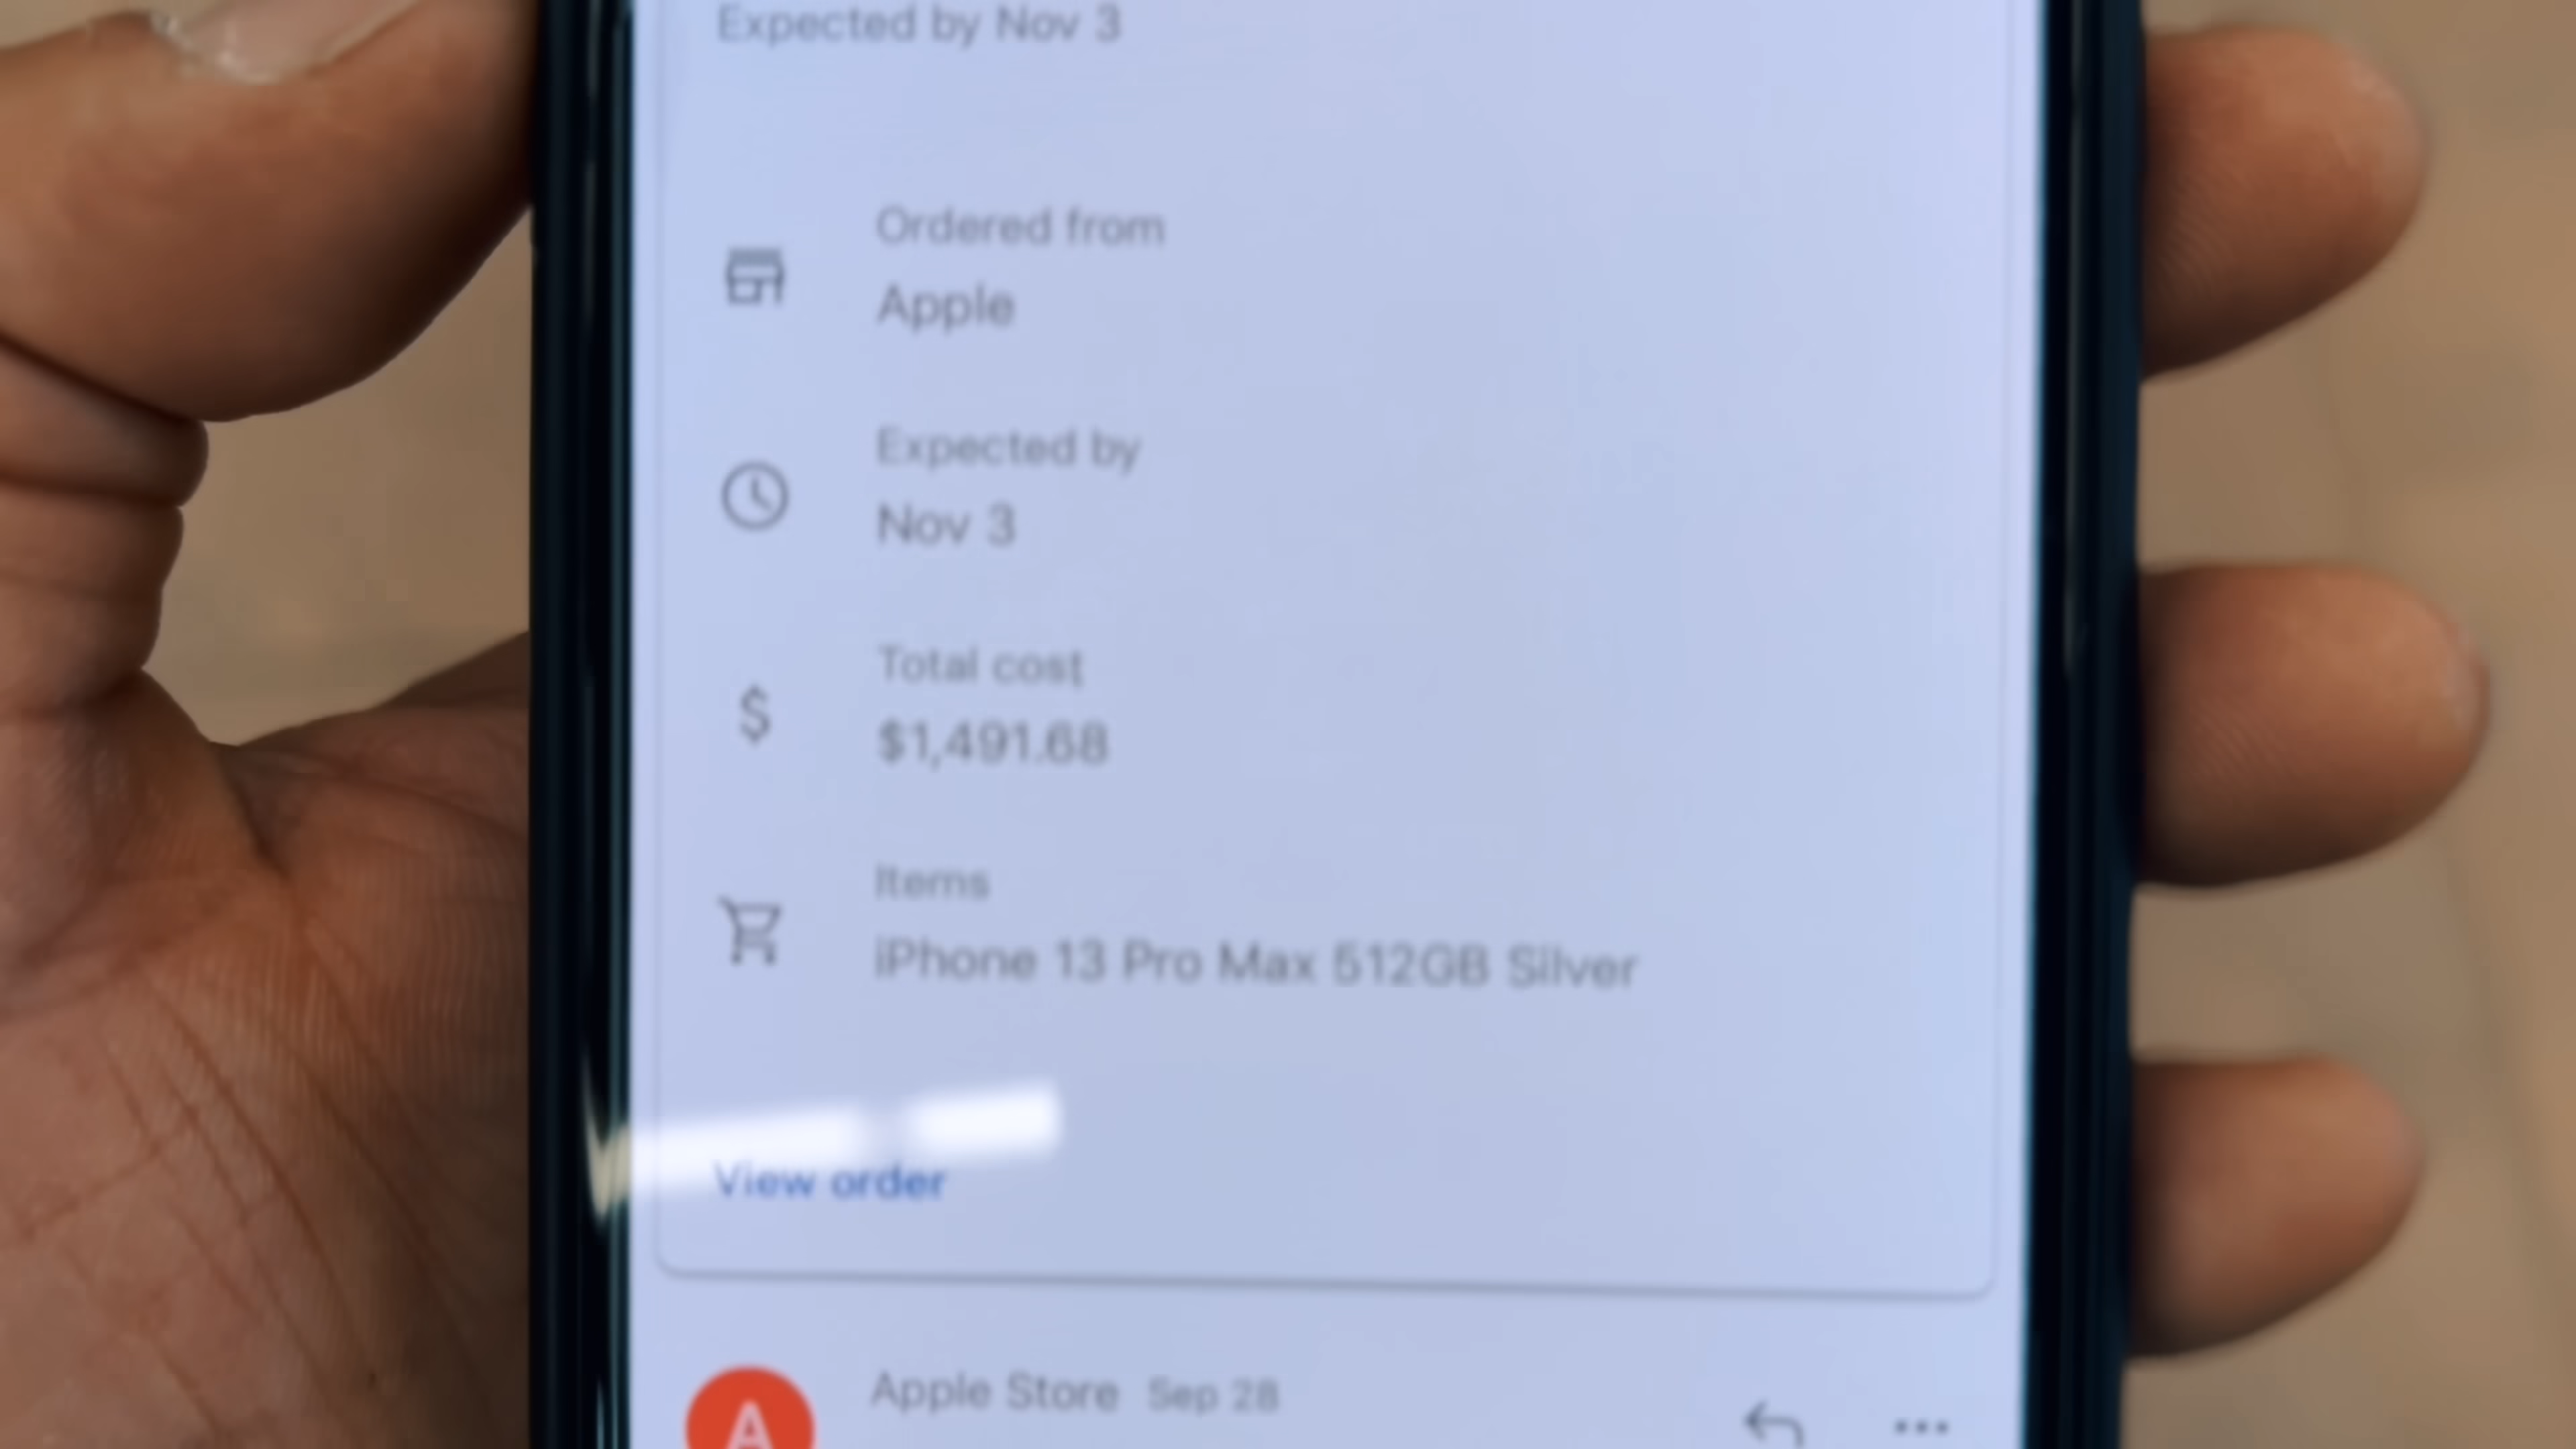 Expected by Nov 3
Ordered from
Apple
Expected by
Nov 3
Total cost
$1,491.68
Items
iPhone 13 Pro Max 512GB Silver
View order
A
Apple Store Sep 28